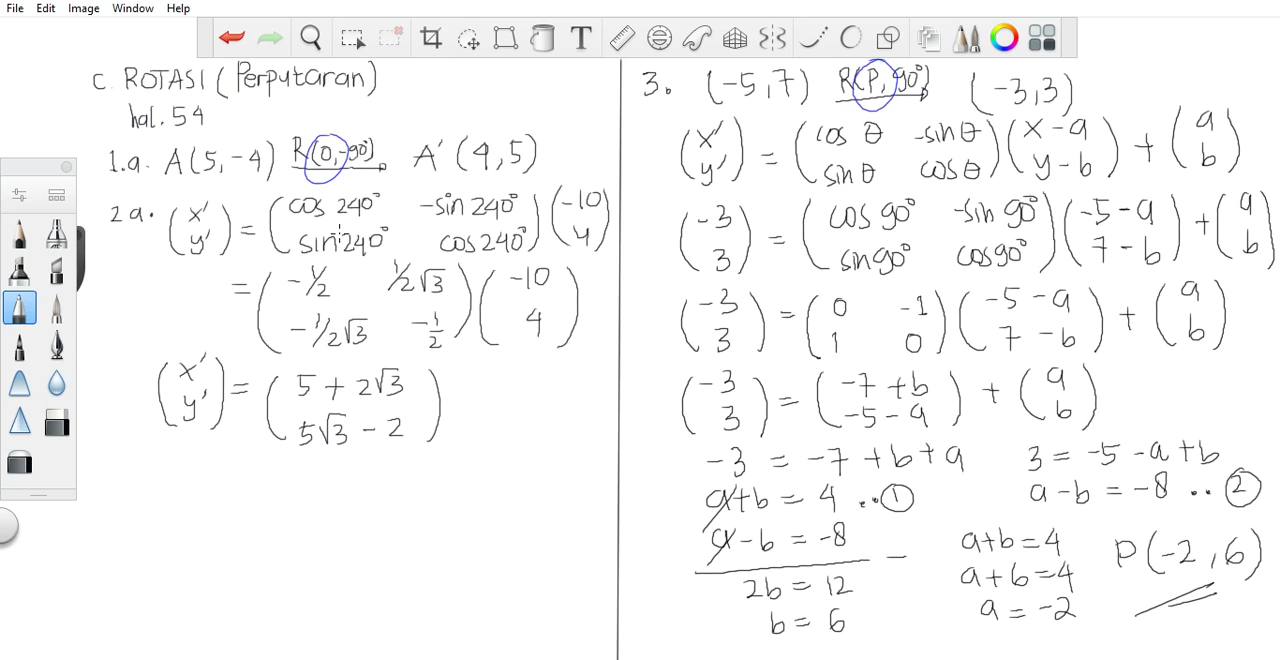 File Edit Image Window Help
C. ROTASI (Perputaran)
hal. 54
1.a. A(5,-4) R(0,-90°) A'(4,5)
2a. (x' y') = (cos 240° -sin 240° sin 240° cos 240°) (-10 4)
= (-1/2 1/2√3 -1/2√3 -1/2) (-10 4)
(x' y') = (5 + 2√3 5√3 - 2)
3. (-5,7) R(P,90°) (-3,3)
(x' y') = (cos θ -sin θ sin θ cos θ) (x-a y-b) + (a b)
(-3 3) = (cos 90° -sin 90° sin 90° cos 90°) (-5-a 7-b) + (a b)
(-3 3) = (0 -1 1 0) (-5-a 7-b) + (a b)
(-3 3) = (-7+b -5-a) + (a b)
-3 = -7+b+a 3 = -5-a+b
a+b = 4 ..① a-b = -8 ..②
a-b = -8 -
2b = 12
b = 6
a+b=4
a+6=4
a = -2
P(-2,6)